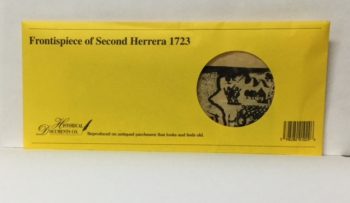 Frontispiece of Second Herrera 1723
Historical
Documents Co.
Reproduced on antiqued parchment that looks and feels old.